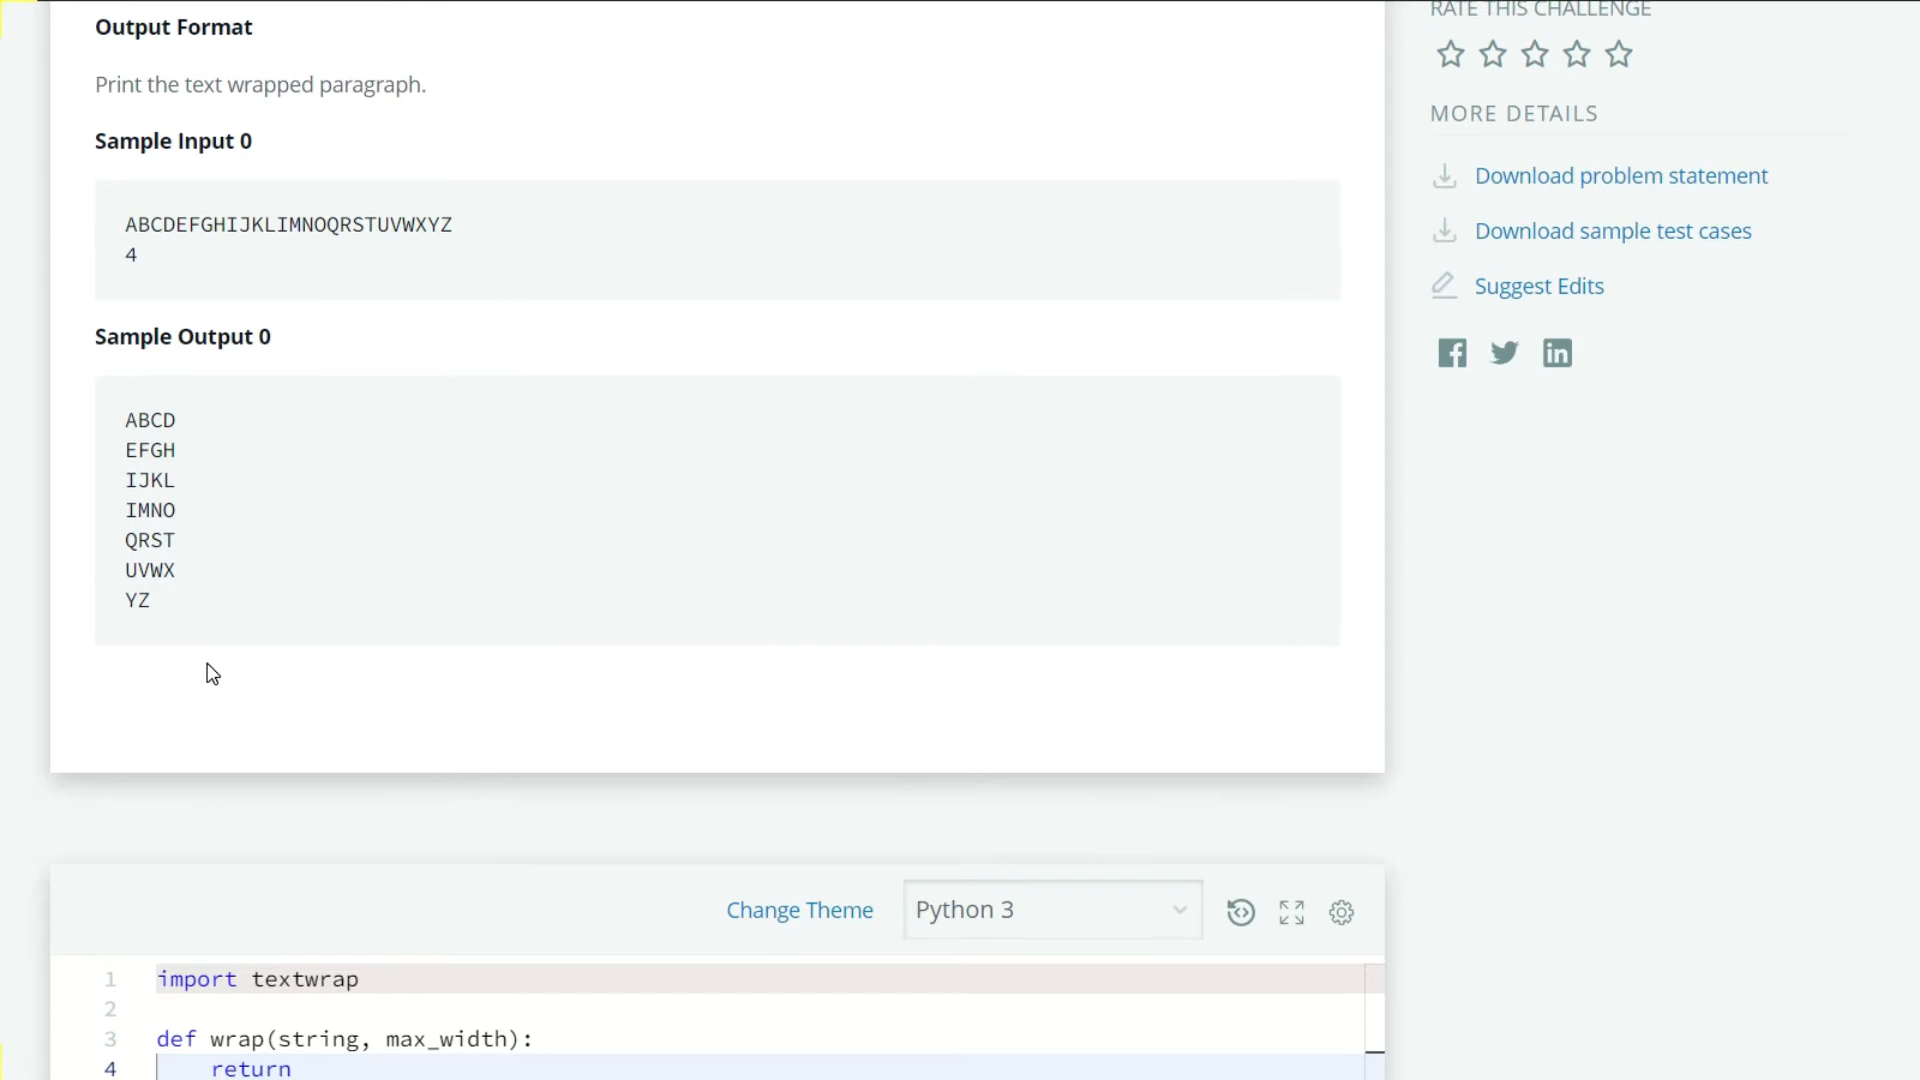 Output Format
Print the text wrapped paragraph.
Sample Input 0
ABCDEFGHIJKLIMNOQRSTUVWXYZ
4
Sample Output 0
ABCD
EFGH
IJKL
IMNO
QRST
UVWX
YZ
RATE THIS CHALLENGE
MORE DETAILS
Download problem statement
Download sample test cases
Suggest Edits
Change Theme
Python 3
1 import textwrap
2
3 def wrap(string, max_width):
4 return